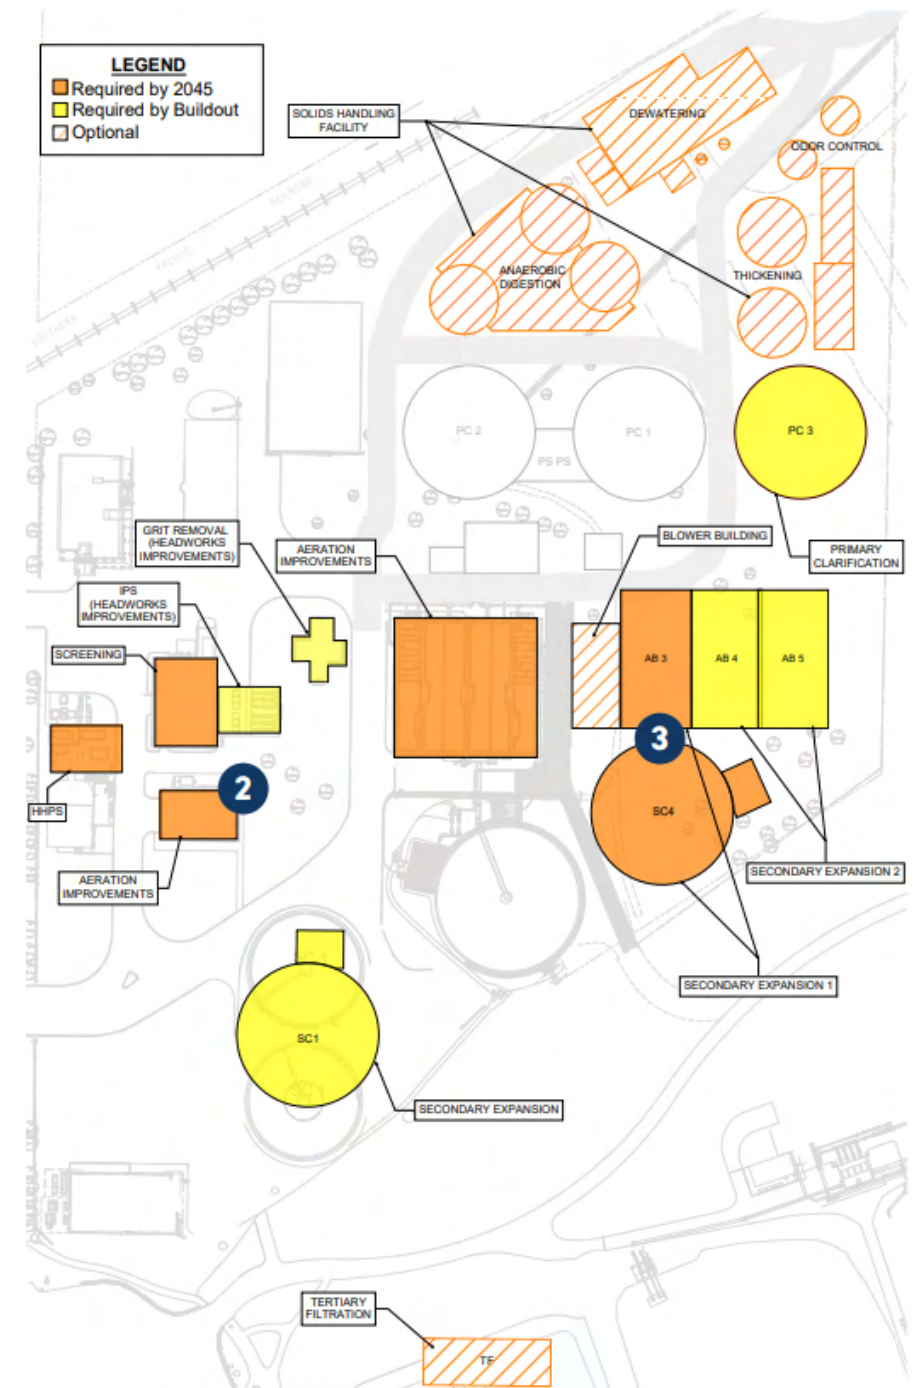 LEGEND
Required by 2045
Required by Buildout
Optional
SOLIDS HANDLING
FACILITY
DEWATERING
ODOR CONTROL
SOUTHERN PACIFIC RAILROAD
ANAEROBIC
DIGESTION
THICKENING
PC 2
PC 1
PS PS
PC 3
GRIT REMOVAL
(HEADWORKS
IMPROVEMENTS)
AERATION
IMPROVEMENTS
BLOWER BUILDING
PRIMARY
CLARIFICATION
IPS
(HEADWORKS
IMPROVEMENTS)
SCREENING
AB 3
AB 4
AB 5
3
2
HHPS
SC4
AERATION
IMPROVEMENTS
SECONDARY EXPANSION 2
SECONDARY EXPANSION 1
SC1
SECONDARY EXPANSION
TERTIARY
FILTRATION
TF